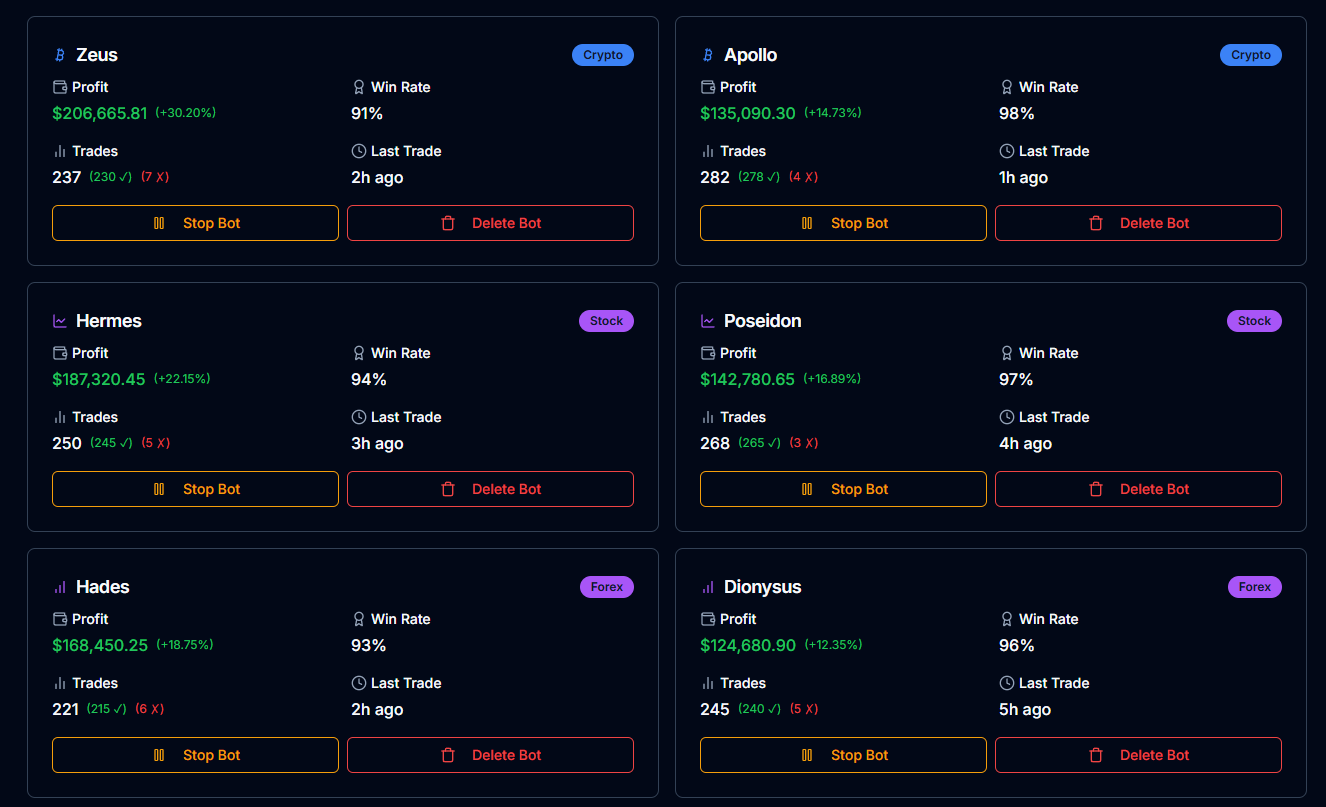 Zeus Crypto
Profit Win Rate
$206,665.81 (+30.20%) 91%
Trades Last Trade
237 (230 ✓) (7 ✗) 2h ago
Stop Bot Delete Bot
Apollo Crypto
Profit Win Rate
$135,090.30 (+14.73%) 98%
Trades Last Trade
282 (278 ✓) (4 ✗) 1h ago
Stop Bot Delete Bot
Hermes Stock
Profit Win Rate
$187,320.45 (+22.15%) 94%
Trades Last Trade
250 (245 ✓) (5 ✗) 3h ago
Stop Bot Delete Bot
Poseidon Stock
Profit Win Rate
$142,780.65 (+16.89%) 97%
Trades Last Trade
268 (265 ✓) (3 ✗) 4h ago
Stop Bot Delete Bot
Hades Forex
Profit Win Rate
$168,450.25 (+18.75%) 93%
Trades Last Trade
221 (215 ✓) (6 ✗) 2h ago
Stop Bot Delete Bot
Dionysus Forex
Profit Win Rate
$124,680.90 (+12.35%) 96%
Trades Last Trade
245 (240 ✓) (5 ✗) 5h ago
Stop Bot Delete Bot